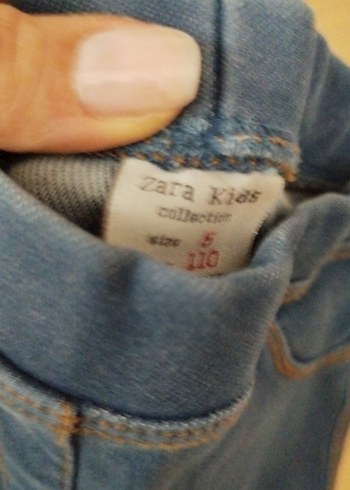 Zara Kids
collection
size 5
110